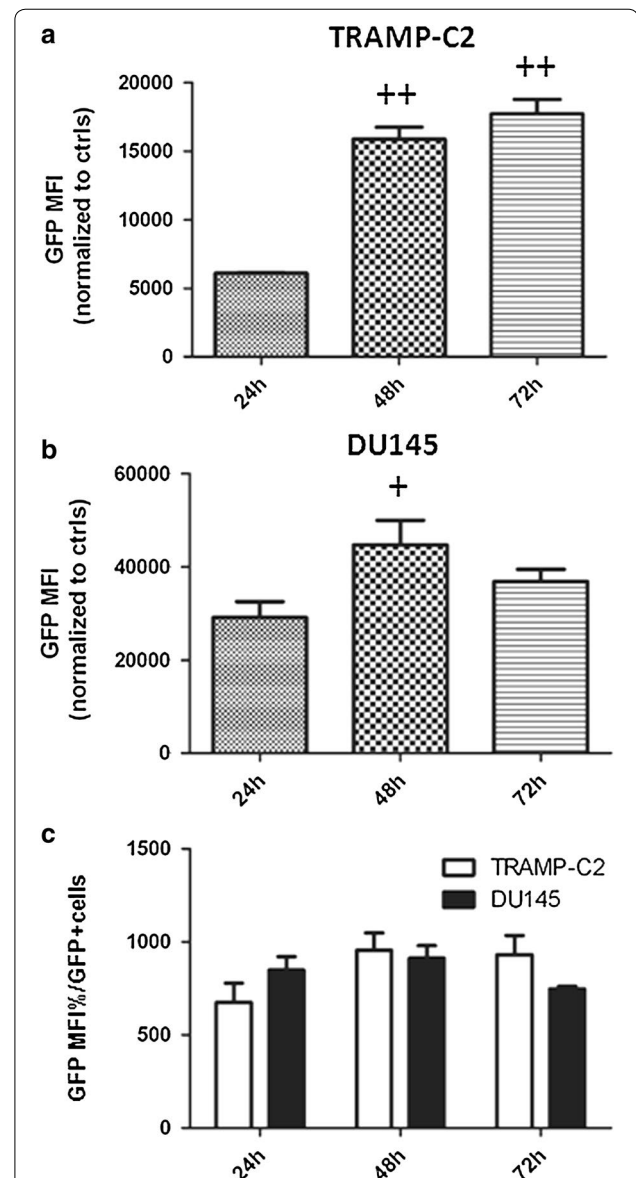 a
TRAMP-C2
GFP MFI
(normalized to ctrls)
20000
15000
10000
5000
0
++
++
24h
48h
72h
b
DU145
GFP MFI
(normalized to ctrls)
60000
40000
20000
0
+
24h
48h
72h
c
GFP MFI%/GFP+cells
1500
1000
500
0
TRAMP-C2
DU145
24h
48h
72h